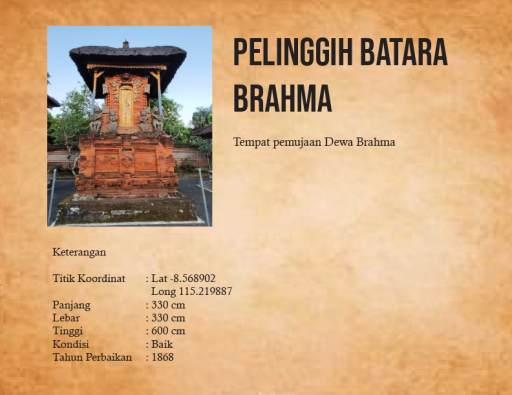 PELINGGIH BATARA
BRAHMA
Tempat pemujaan Dewa Brahma
Keterangan
Titik Koordinat : Lat -8.568902
Long 115.219887
Panjang : 330 cm
Lebar : 330 cm
Tinggi : 600 cm
Kondisi : Baik
Tahun Perbaikan : 1868